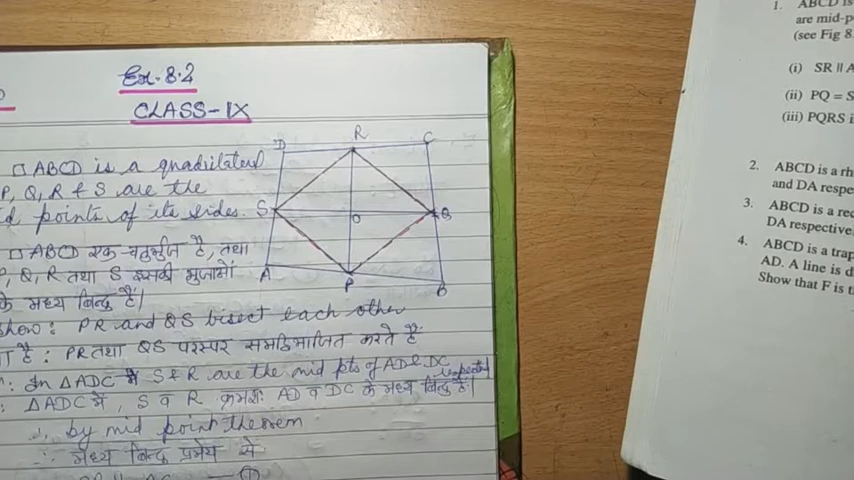 Ex-8.2
CLASS-IX
□ABCD is a quadrilateral
P, Q, R & S are the
d points of its sides.
□ABCD एक चतुर्भुज है, तथा
P, Q, R तथा S इसकी भुजाओं
के मध्य बिन्दु हैं।
show: PR and QS bisect each other
है: PR तथा QS परस्पर समद्विभाजित करते हैं
: In ΔADC S & R are the mid pts of AD & DC respectively
: ΔADC में, S व R क्रमशः AD व DC के मध्य बिन्दु हैं।
∴ by mid point theorem
∴ मध्य बिन्दु प्रमेय से
AC — ①
D R C
S O Q
A P B
1. ABCD is
are mid-p
(see Fig 8.
(i) SR || A
(ii) PQ = S
(iii) PQRS i
2. ABCD is a rh
and DA respe
3. ABCD is a rec
DA respective
4. ABCD is a trap
AD. A line is d
Show that F is t